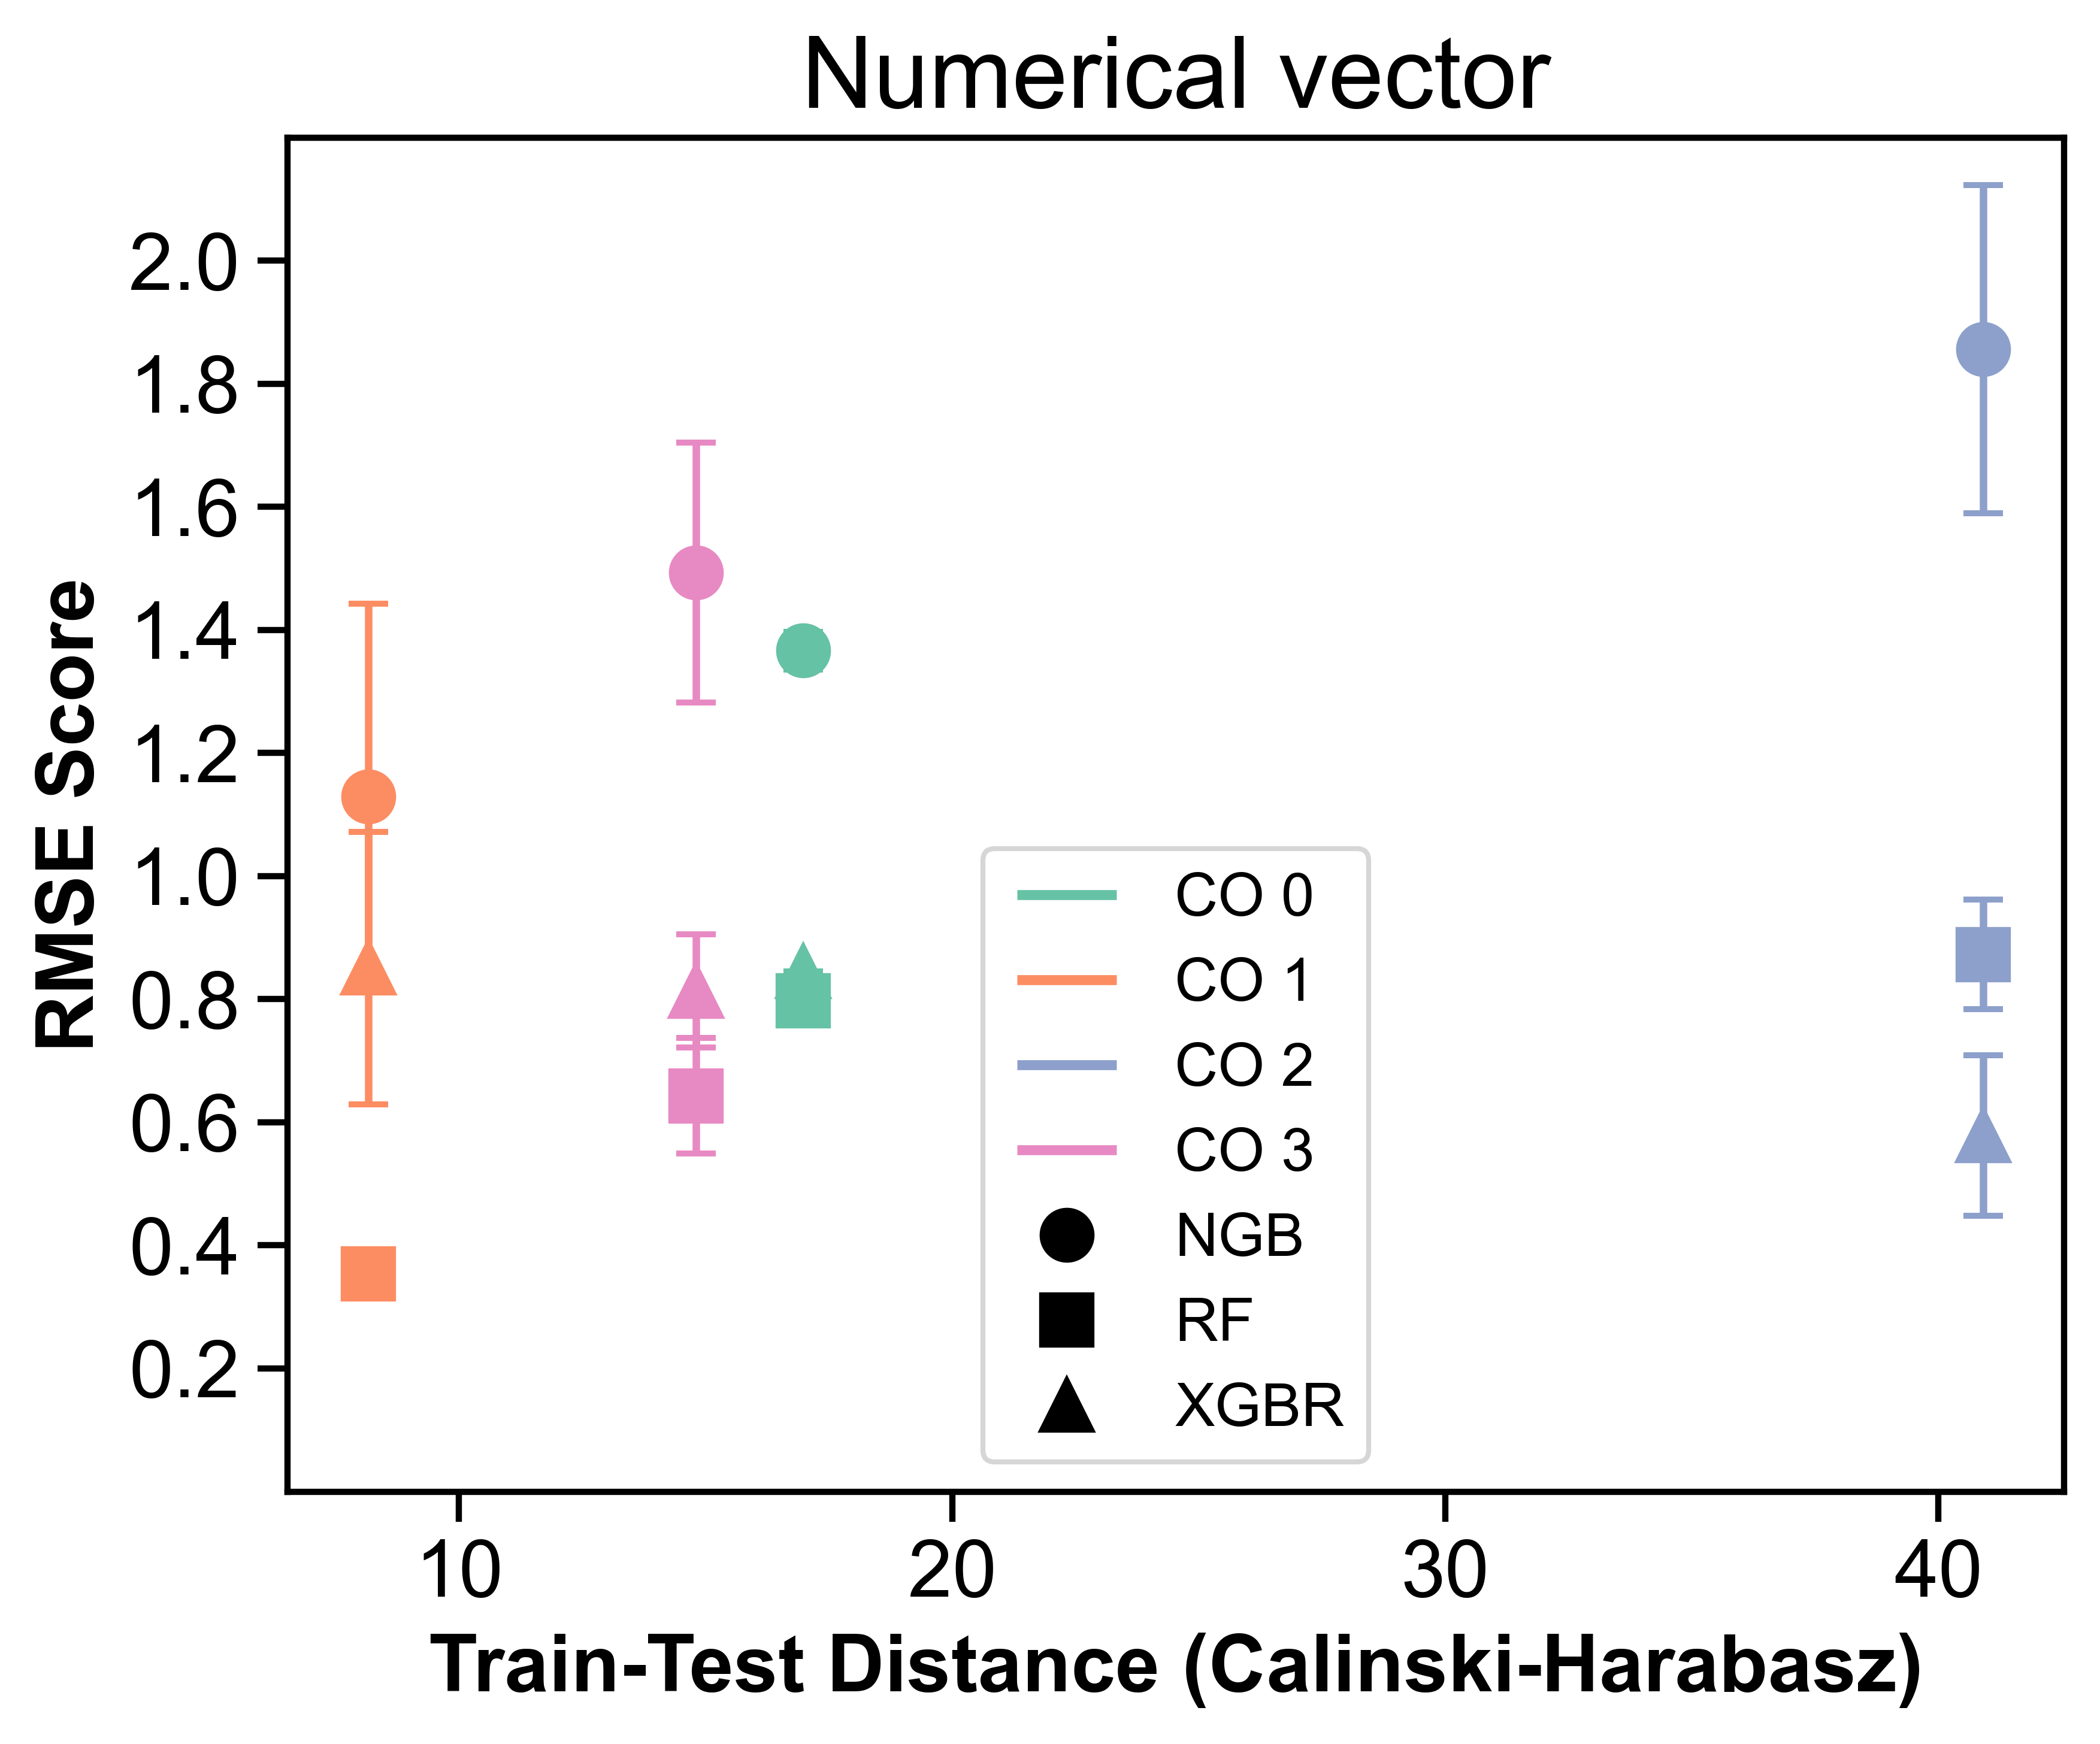 Numerical vector
RMSE Score
2.0
1.8
1.6
1.4
1.2
1.0
0.8
0.6
0.4
0.2
CO 0
CO 1
CO 2
CO 3
NGB
RF
XGBR
10 20 30 40
Train-Test Distance (Calinski-Harabasz)